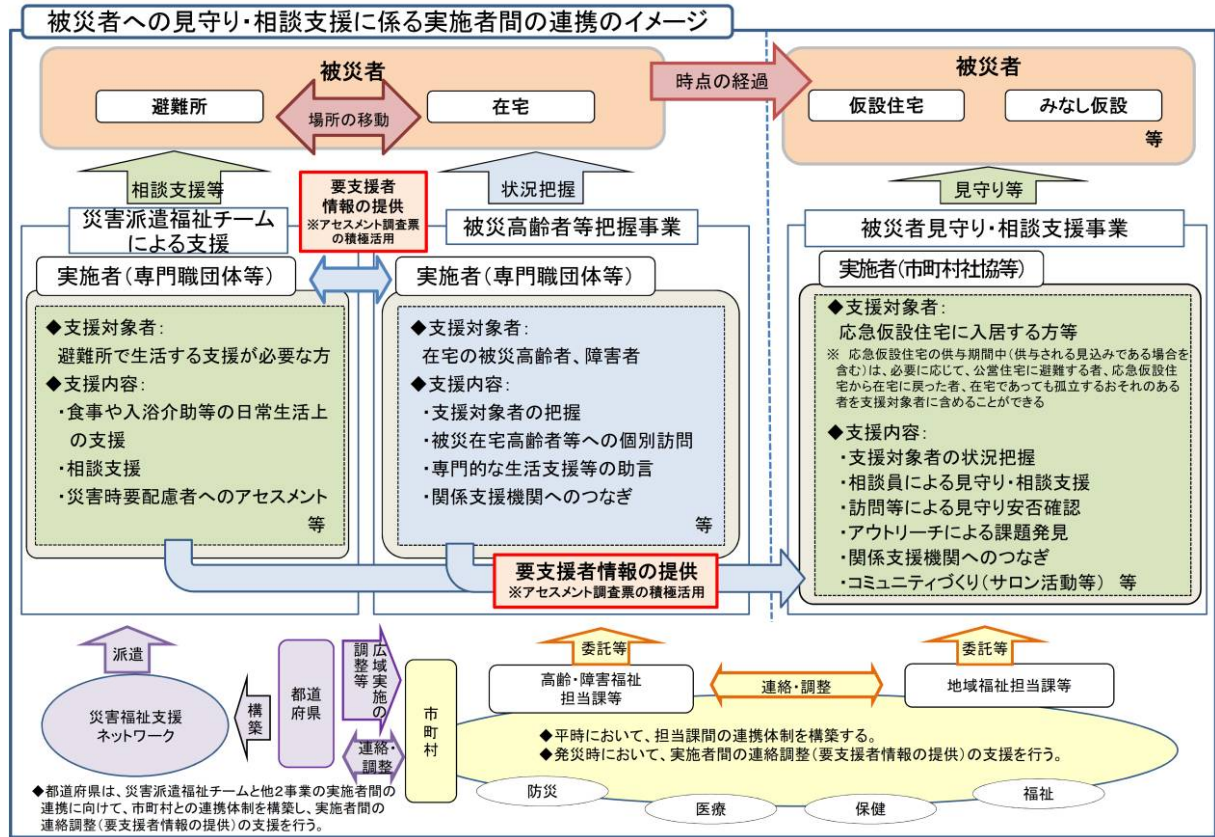 被災者への見守り・相談支援に係る実施者間の連携のイメージ
被災者
避難所
場所の移動
在宅
時点の経過
被災者
仮設住宅
みなし仮設
等
相談支援等
要支援者
情報の提供
※アセスメント調査票
の積極活用
状況把握
見守り等
災害派遣福祉チーム
による支援
被災高齢者等把握事業
被災者見守り・相談支援事業
実施者(専門職団体等)
◆支援対象者:
避難所で生活する支援が必要な方
◆支援内容:
・食事や入浴介助等の日常生活上
の支援
・相談支援
・災害時要配慮者へのアセスメント
等
実施者(専門職団体等)
◆支援対象者:
在宅の被災高齢者、障害者
◆支援内容:
・支援対象者の把握
・被災在宅高齢者等への個別訪問
・専門的な生活支援等の助言
・関係支援機関へのつなぎ
等
実施者(市町村社協等)
◆支援対象者:
応急仮設住宅に入居する方等
※ 応急仮設住宅の供与期間中(供与される見込みである場合を
含む)は、必要に応じて、公営住宅に避難する者、応急仮設住
宅から在宅に戻った者、在宅であっても孤立するおそれのある
者を支援対象者に含めることができる
◆支援内容:
・支援対象者の状況把握
・相談員による見守り・相談支援
・訪問等による見守り安否確認
・アウトリーチによる課題発見
・関係支援機関へのつなぎ
・コミュニティづくり(サロン活動等) 等
要支援者情報の提供
※アセスメント調査票の積極活用
派遣
災害福祉支援
ネットワーク
構築
都道
府県
広域実施の
調整等
連絡・
調整
市町村
委託等
高齢・障害福祉
担当課等
連絡・調整
委託等
地域福祉担当課等
◆平時において、担当課間の連携体制を構築する。
◆発災時において、実施者間の連絡調整(要支援者情報の提供)の支援を行う。
防災
医療
保健
福祉
◆都道府県は、災害派遣福祉チームと他2事業の実施者間の
連携に向けて、市町村との連携体制を構築し、実施者間の
連絡調整(要支援者情報の提供)の支援を行う。